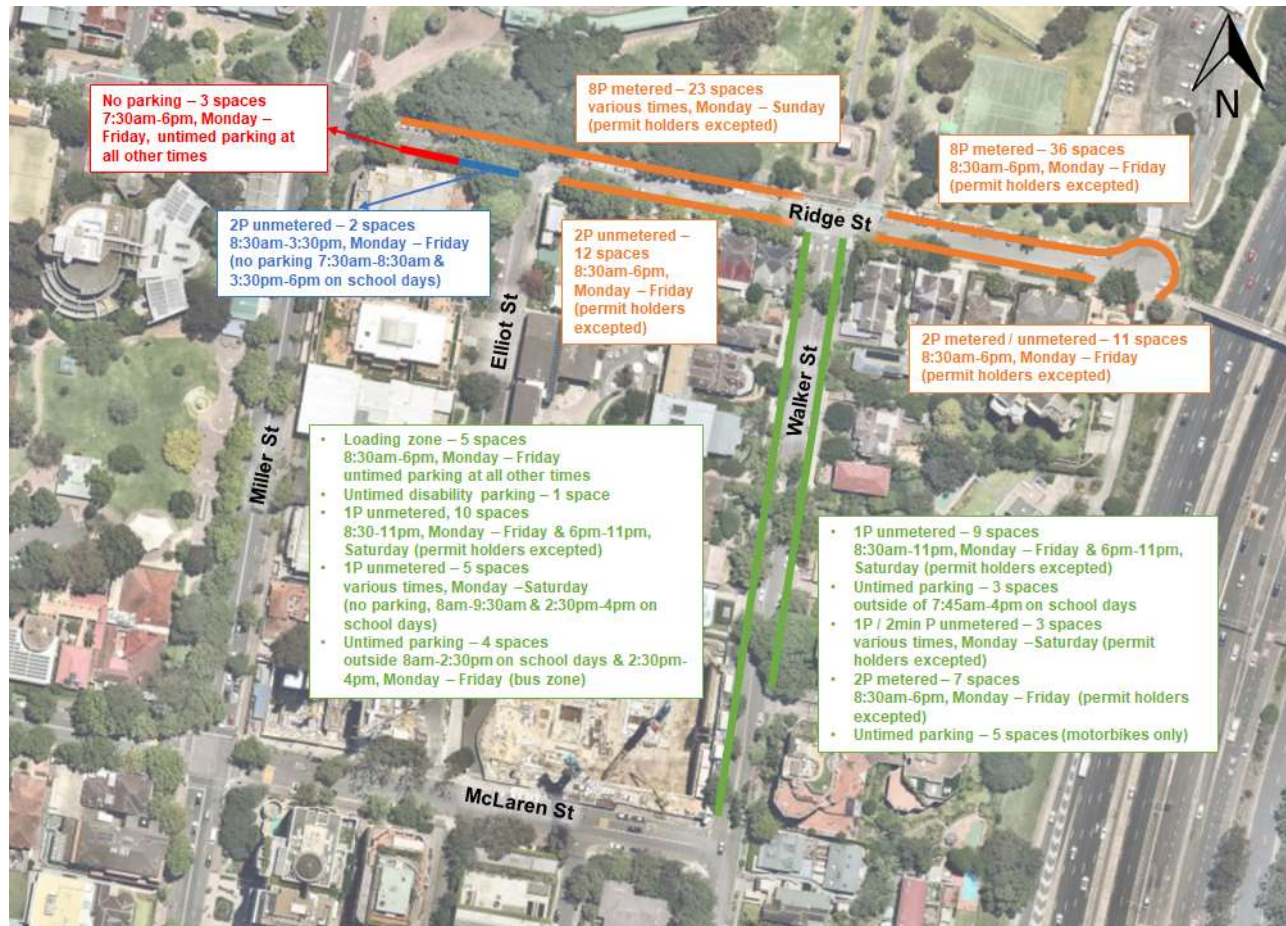 No parking – 3 spaces
7:30am-6pm, Monday –
Friday, untimed parking at
all other times
8P metered – 23 spaces
various times, Monday – Sunday
(permit holders excepted)
N
8P metered – 36 spaces
8:30am-6pm, Monday – Friday
(permit holders excepted)
2P unmetered – 2 spaces
8:30am-3:30pm, Monday – Friday
(no parking 7:30am-8:30am &
3:30pm-6pm on school days)
Ridge St
2P unmetered –
12 spaces
8:30am-6pm,
Monday – Friday
(permit holders
excepted)
Elliot St
2P metered / unmetered – 11 spaces
8:30am-6pm, Monday – Friday
(permit holders excepted)
Walker St
Miller St
• Loading zone – 5 spaces
8:30am-6pm, Monday – Friday
untimed parking at all other times
• Untimed disability parking – 1 space
• 1P unmetered, 10 spaces
8:30-11pm, Monday – Friday & 6pm-11pm,
Saturday (permit holders excepted)
• 1P unmetered – 5 spaces
various times, Monday –Saturday
(no parking, 8am-9:30am & 2:30pm-4pm on
school days)
• Untimed parking – 4 spaces
outside 8am-2:30pm on school days & 2:30pm-
4pm, Monday – Friday (bus zone)
• 1P unmetered – 9 spaces
8:30am-11pm, Monday – Friday & 6pm-11pm,
Saturday (permit holders excepted)
• Untimed parking – 3 spaces
outside of 7:45am-4pm on school days
• 1P / 2min P unmetered – 3 spaces
various times, Monday –Saturday (permit
holders excepted)
• 2P metered – 7 spaces
8:30am-6pm, Monday – Friday (permit holders
excepted)
• Untimed parking – 5 spaces (motorbikes only)
McLaren St